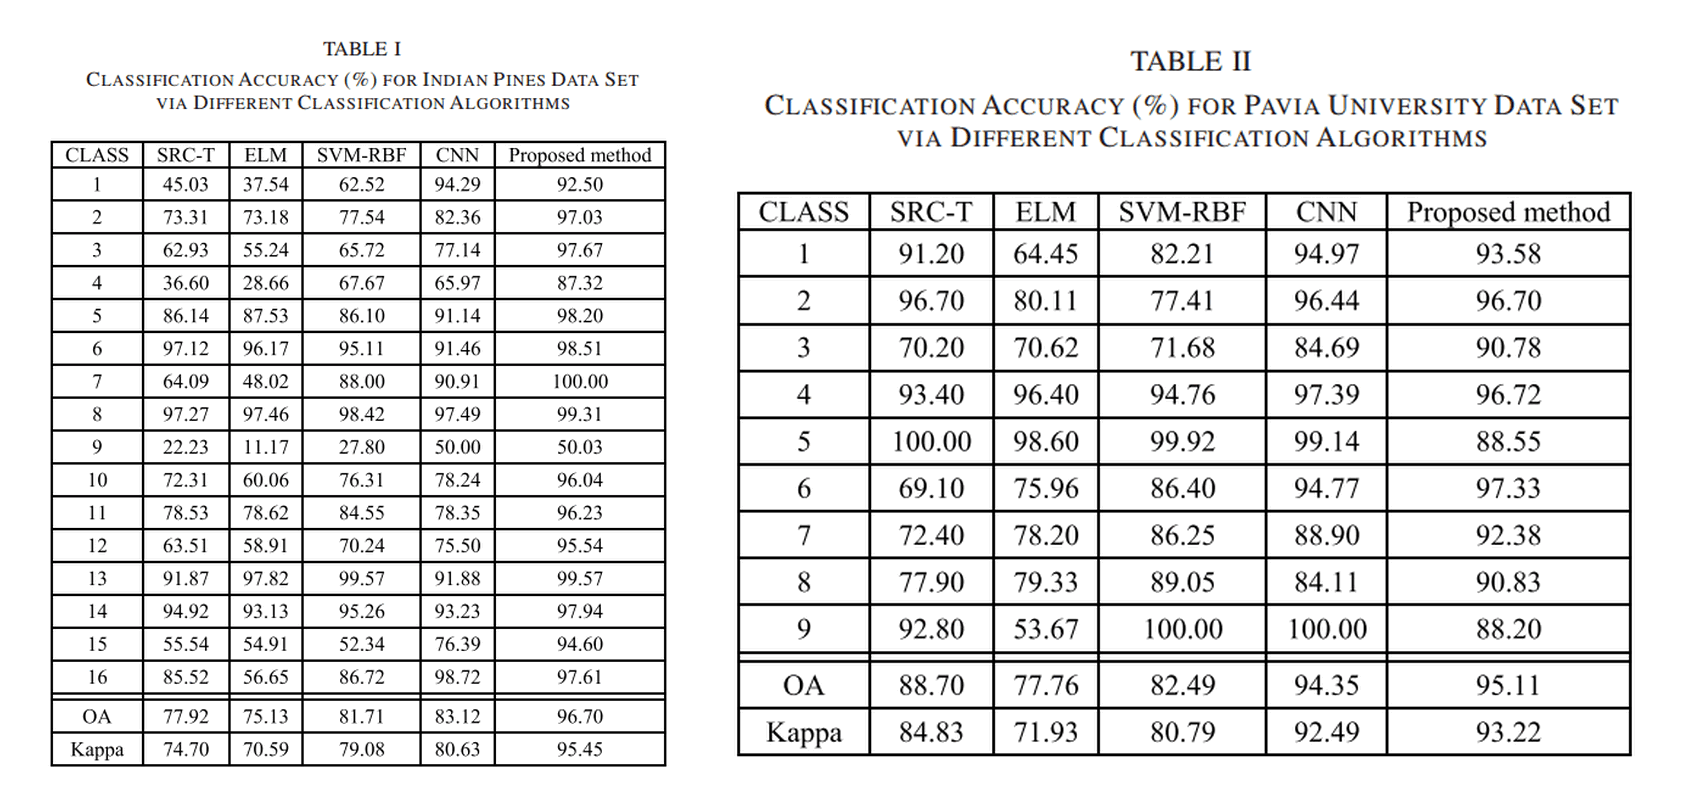 TABLE I
CLASSIFICATION ACCURACY (%) FOR INDIAN PINES DATA SET
VIA DIFFERENT CLASSIFICATION ALGORITHMS
CLASS SRC-T ELM SVM-RBF CNN Proposed method
1 45.03 37.54 62.52 94.29 92.50
2 73.31 73.18 77.54 82.36 97.03
3 62.93 55.24 65.72 77.14 97.67
4 36.60 28.66 67.67 65.97 87.32
5 86.14 87.53 86.10 91.14 98.20
6 97.12 96.17 95.11 91.46 98.51
7 64.09 48.02 88.00 90.91 100.00
8 97.27 97.46 98.42 97.49 99.31
9 22.23 11.17 27.80 50.00 50.03
10 72.31 60.06 76.31 78.24 96.04
11 78.53 78.62 84.55 78.35 96.23
12 63.51 58.91 70.24 75.50 95.54
13 91.87 97.82 99.57 91.88 99.57
14 94.92 93.13 95.26 93.23 97.94
15 55.54 54.91 52.34 76.39 94.60
16 85.52 56.65 86.72 98.72 97.61
OA 77.92 75.13 81.71 83.12 96.70
Kappa 74.70 70.59 79.08 80.63 95.45
TABLE II
CLASSIFICATION ACCURACY (%) FOR PAVIA UNIVERSITY DATA SET
VIA DIFFERENT CLASSIFICATION ALGORITHMS
CLASS SRC-T ELM SVM-RBF CNN Proposed method
1 91.20 64.45 82.21 94.97 93.58
2 96.70 80.11 77.41 96.44 96.70
3 70.20 70.62 71.68 84.69 90.78
4 93.40 96.40 94.76 97.39 96.72
5 100.00 98.60 99.92 99.14 88.55
6 69.10 75.96 86.40 94.77 97.33
7 72.40 78.20 86.25 88.90 92.38
8 77.90 79.33 89.05 84.11 90.83
9 92.80 53.67 100.00 100.00 88.20
OA 88.70 77.76 82.49 94.35 95.11
Kappa 84.83 71.93 80.79 92.49 93.22